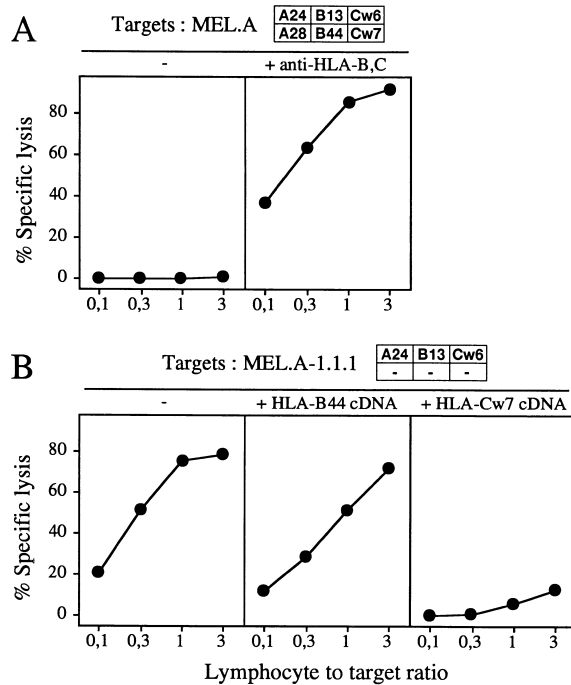 A
Targets : MEL.A
A24 B13 Cw6
A28 B44 Cw7
- + anti-HLA-B,C
% Specific lysis
80
60
40
20
0
0,1 0,3 1 3 0,1 0,3 1 3
B
Targets : MEL.A-1.1.1
A24 B13 Cw6
- - -
- + HLA-B44 cDNA + HLA-Cw7 cDNA
% Specific lysis
80
60
40
20
0
0,1 0,3 1 3 0,1 0,3 1 3 0,1 0,3 1 3
Lymphocyte to target ratio